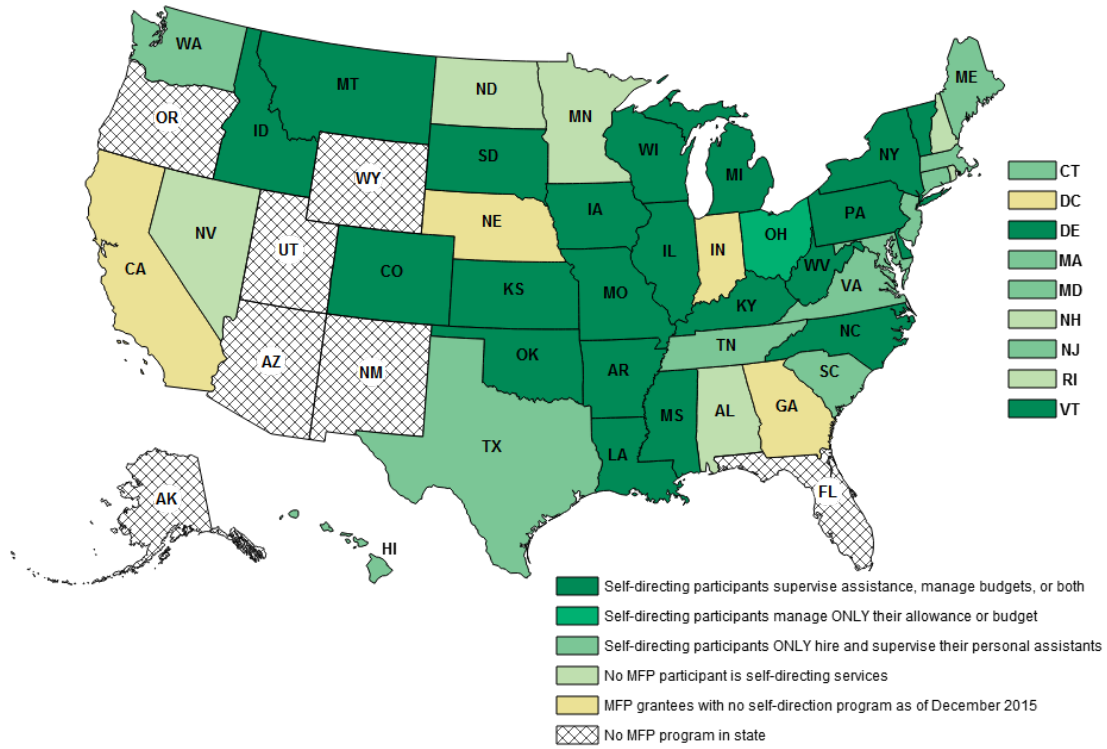 WA
ME
MT
ND
MN
OR
ID
SD
WI
NY
MI
WY
CT
DC
IA
PA
DE
NE
NV
OH
IN
IL
UT
MA
CA
CO
WV
VA
MD
KS
MO
KY
NH
NC
TN
NJ
OK
AZ
NM
AR
SC
RI
MS
AL
GA
VT
TX
LA
FL
AK
HI
Self-directing participants supervise assistance, manage budgets, or both
Self-directing participants manage ONLY their allowance or budget
Self-directing participants ONLY hire and supervise their personal assistants
No MFP participant is self-directing services
MFP grantees with no self-direction program as of December 2015
No MFP program in state